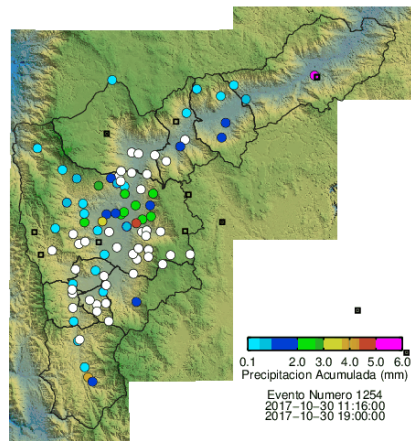 0.1 2.0 3.0 4.0 5.0 6.0
Precipitacion Acumulada (mm)
Evento Numero 1254
2017-10-30 11:16:00
2017-10-30 19:00:00